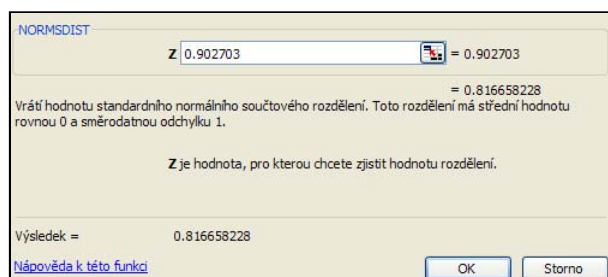 NORMSDIST
Z 0.902703 = 0.902703
= 0.816658228
Vrátí hodnotu standardního normálního součtového rozdělení. Toto rozdělení má střední hodnotu
rovnou 0 a směrodatnou odchylku 1.
Z je hodnota, pro kterou chcete zjistit hodnotu rozdělení.
Výsledek = 0.816658228
Nápověda k této funkci OK Storno